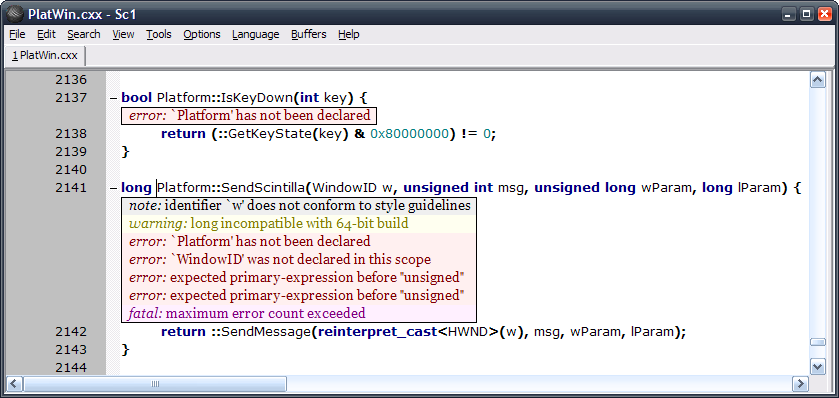 PlatWin.cxx - Sc1
File Edit Search View Tools Options Language Buffers Help
1 PlatWin.cxx
2136
2137 bool Platform::IsKeyDown(int key) {
error: `Platform' has not been declared
2138 return (::GetKeyState(key) & 0x80000000) != 0;
2139 }
2140
2141 long Platform::SendScintilla(WindowID w, unsigned int msg, unsigned long wParam, long lParam) {
note: identifier `w' does not conform to style guidelines
warning: long incompatible with 64-bit build
error: `Platform' has not been declared
error: `WindowID' was not declared in this scope
error: expected primary-expression before "unsigned"
error: expected primary-expression before "unsigned"
fatal: maximum error count exceeded
2142 return ::SendMessage(reinterpret_cast<HWND>(w), msg, wParam, lParam);
2143 }
2144